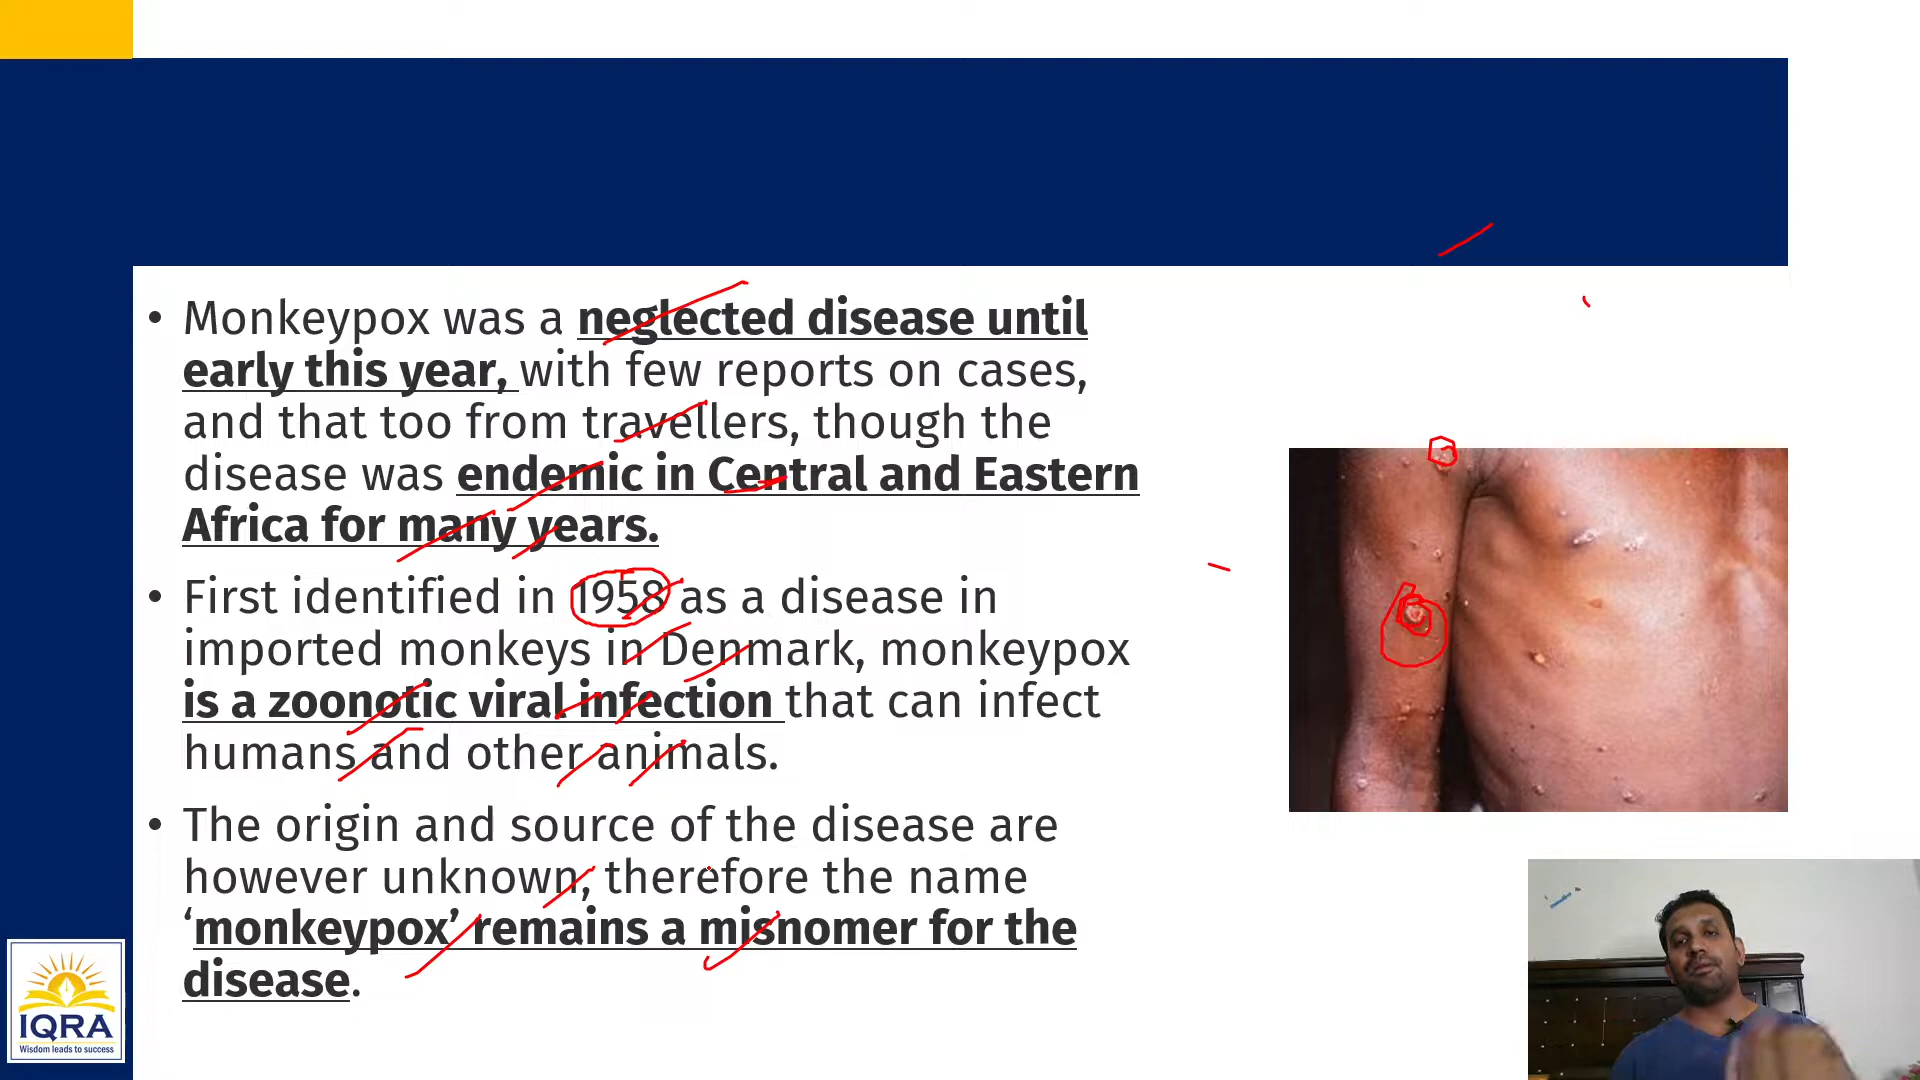 • Monkeypox was a neglected disease until
early this year, with few reports on cases,
and that too from travellers, though the
disease was endemic in Central and Eastern
Africa for many years.
• First identified in 1958 as a disease in
imported monkeys in Denmark, monkeypox
is a zoonotic viral infection that can infect
humans and other animals.
• The origin and source of the disease are
however unknown, therefore the name
‘monkeypox’ remains a misnomer for the
disease.
IQRA
Wisdom leads to success